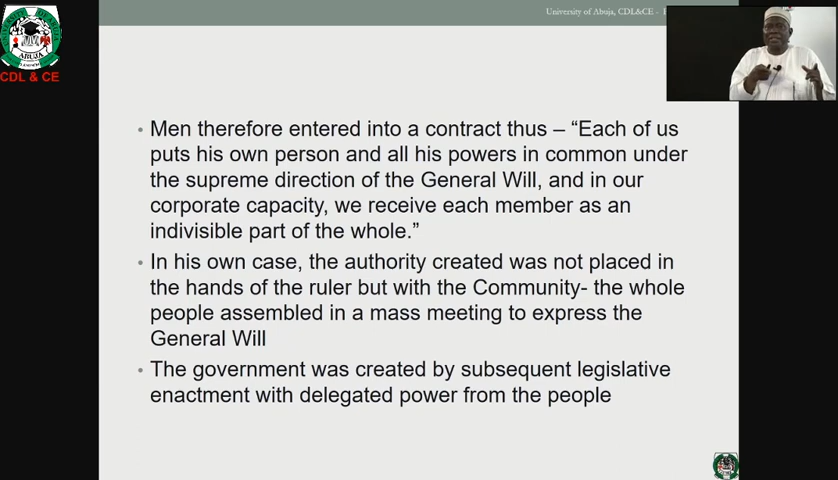 University of Abuja, CDL&CE -
ABUJA
CDL & CE
• Men therefore entered into a contract thus – “Each of us
puts his own person and all his powers in common under
the supreme direction of the General Will, and in our
corporate capacity, we receive each member as an
indivisible part of the whole.”
• In his own case, the authority created was not placed in
the hands of the ruler but with the Community- the whole
people assembled in a mass meeting to express the
General Will
• The government was created by subsequent legislative
enactment with delegated power from the people